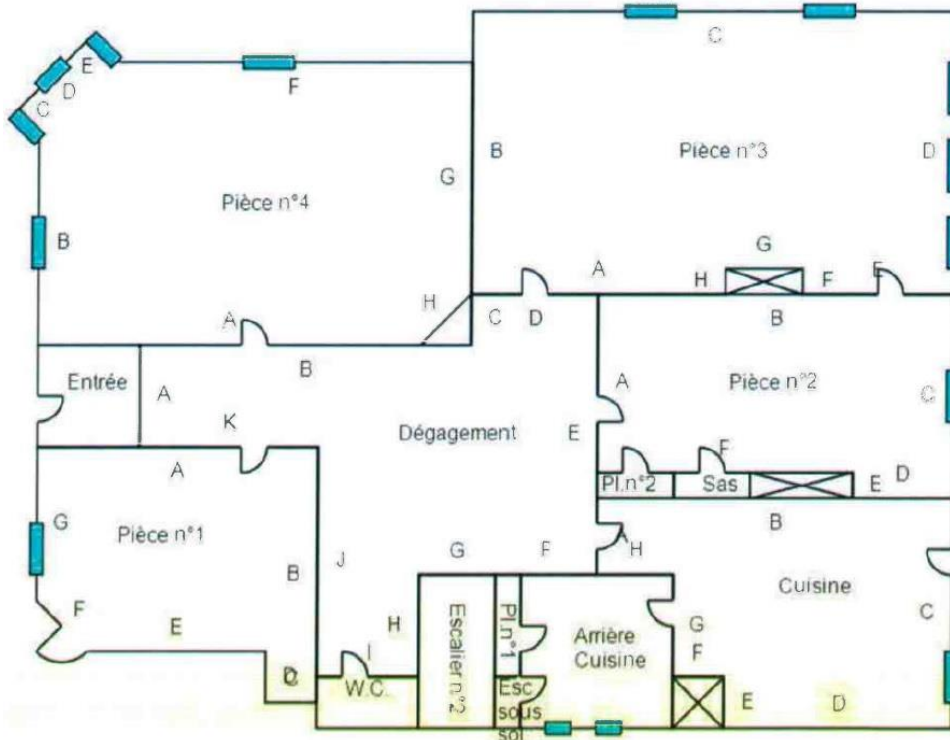 C
E
D
C
F
B
Pièce n°3
D
G
Pièce n°4
B
G
A
H
F
E
H
C
D
B
A
B
Entrée
A
A
Pièce n°2
C
K
Dégagement
E
F
A
D
Pl.n°2
Sas
E
G
Pièce n°1
B
A
H
J
G
F
B
Cuisine
C
F
E
H
Escalier n°2
Pl.n°1
Arrière
Cuisine
G
F
I
D
W.C.
Esc
sous
sol
E
D